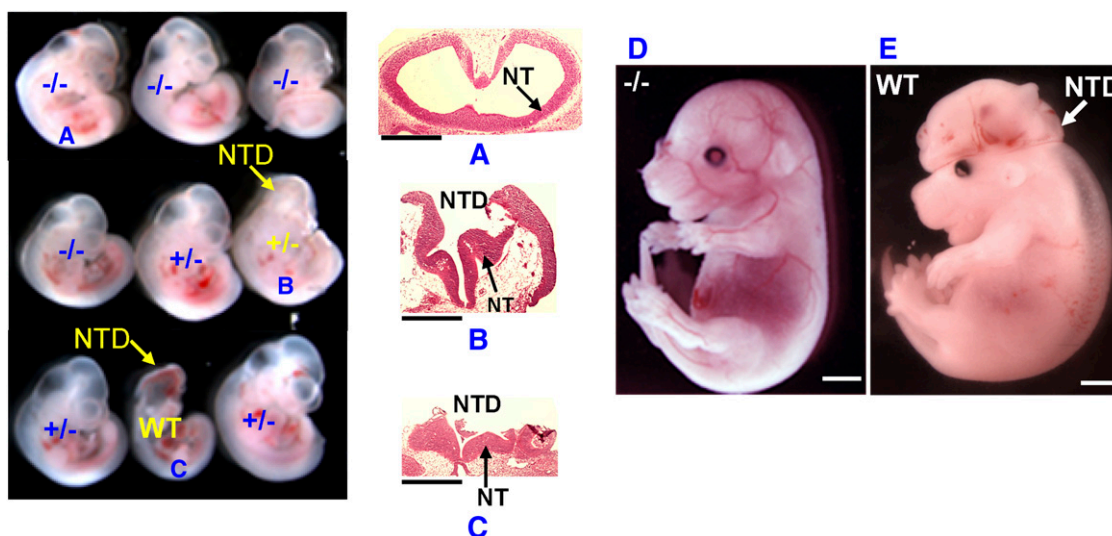 -/-
-/-
-/-
A
NTD
-/-
+/-
+/-
B
NTD
+/-
WT
+/-
C
NT
A
NTD
NT
B
NTD
NT
C
D
-/-
E
WT
NTD